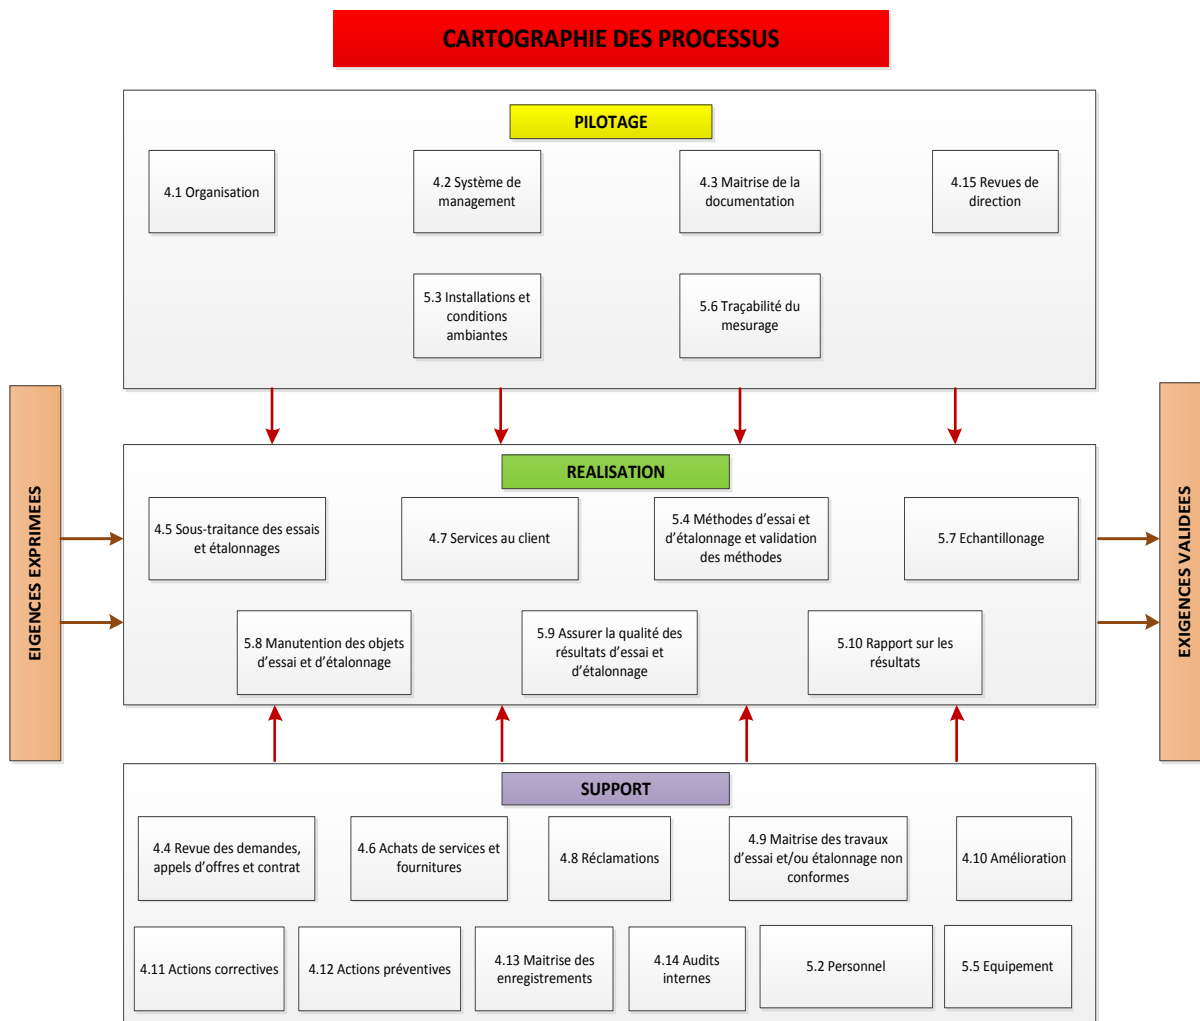 CARTOGRAPHIE DES PROCESSUS
PILOTAGE
4.1 Organisation
4.2 Système de
management
4.3 Maitrise de la
documentation
4.15 Revues de
direction
5.3 Installations et
conditions
ambiantes
5.6 Traçabilité du
mesurage
EIGENCES EXPRIMEES
REALISATION
4.5 Sous-traitance des essais
et étalonnages
4.7 Services au client
5.4 Méthodes d'essai et
d'étalonnage et validation
des méthodes
5.7 Echantillonage
5.8 Manutention des objets
d'essai et d'étalonnage
5.9 Assurer la qualité des
résultats d'essai et
d'étalonnage
5.10 Rapport sur les
résultats
EXIGENCES VALIDEES
SUPPORT
4.4 Revue des demandes,
appels d'offres et contrat
4.6 Achats de services et
fournitures
4.8 Réclamations
4.9 Maitrise des travaux
d'essai et/ou étalonnage non
conformes
4.10 Amélioration
4.11 Actions correctives
4.12 Actions préventives
4.13 Maitrise des
enregistrements
4.14 Audits
internes
5.2 Personnel
5.5 Equipement